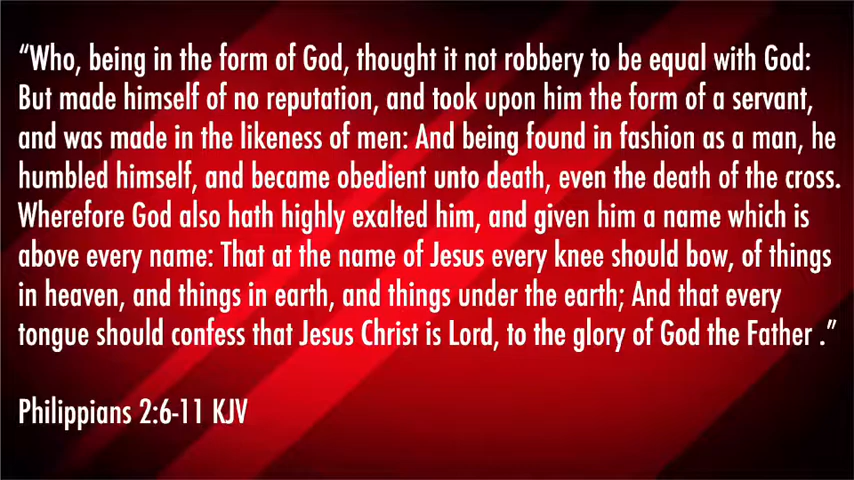 “Who, being in the form of God, thought it not robbery to be equal with God:
But made himself of no reputation, and took upon him the form of a servant,
and was made in the likeness of men: And being found in fashion as a man, he
humbled himself, and became obedient unto death, even the death of the cross.
Wherefore God also hath highly exalted him, and given him a name which is
above every name: That at the name of Jesus every knee should bow, of things
in heaven, and things in earth, and things under the earth; And that every
tongue should confess that Jesus Christ is Lord, to the glory of God the Father .”
Philippians 2:6-11 KJV